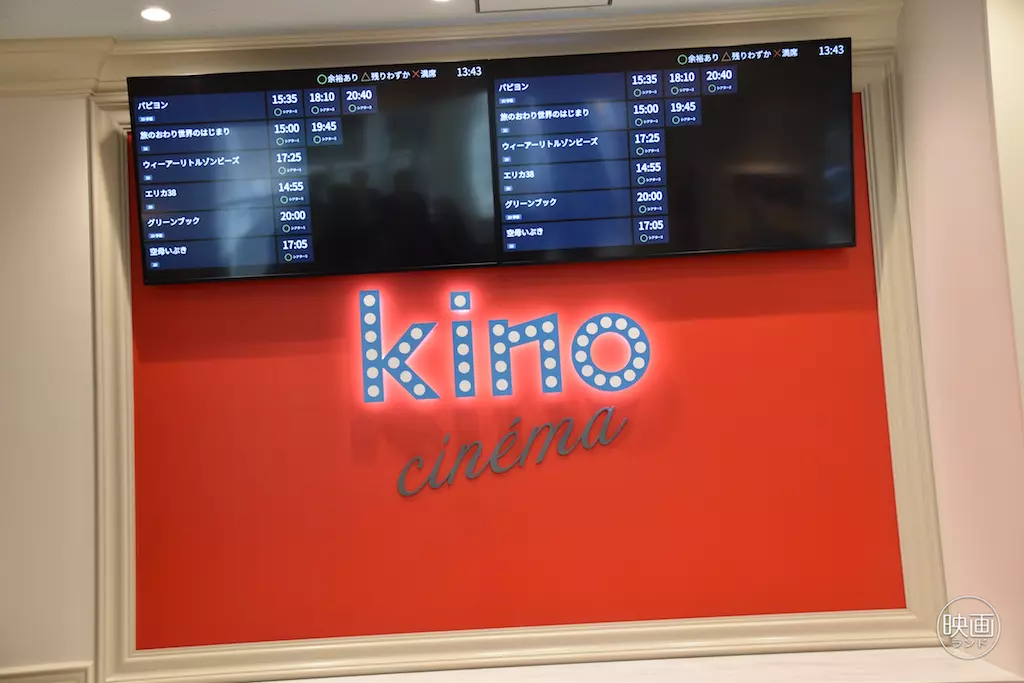 ○余裕あり △残りわずか ×満席 13:43
パピヨン 15:35 18:10 20:40
旅のおわり世界のはじまり 15:00 19:45
ウィーアーリトルゾンビーズ 17:25
エリカ38 14:55
グリーンブック 20:00
空母いぶき 17:05
○余裕あり △残りわずか ×満席 13:43
パピヨン 15:35 18:10 20:40
旅のおわり世界のはじまり 15:00 19:45
ウィーアーリトルゾンビーズ 17:25
エリカ38 14:55
グリーンブック 20:00
空母いぶき 17:05
kino
cinéma
映画
ランド